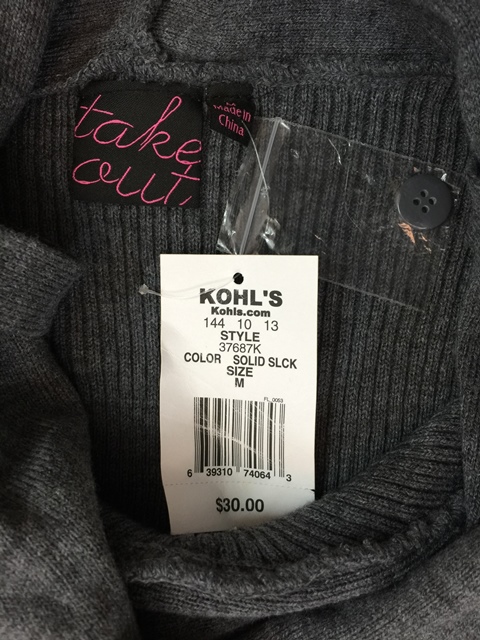 take
out,
Made in
China
KOHL'S
Kohls.com
144 10 13
STYLE
37687K
COLOR SOLID SLCK
SIZE
M
FL_0053
6 39310 74064 3
$30.00